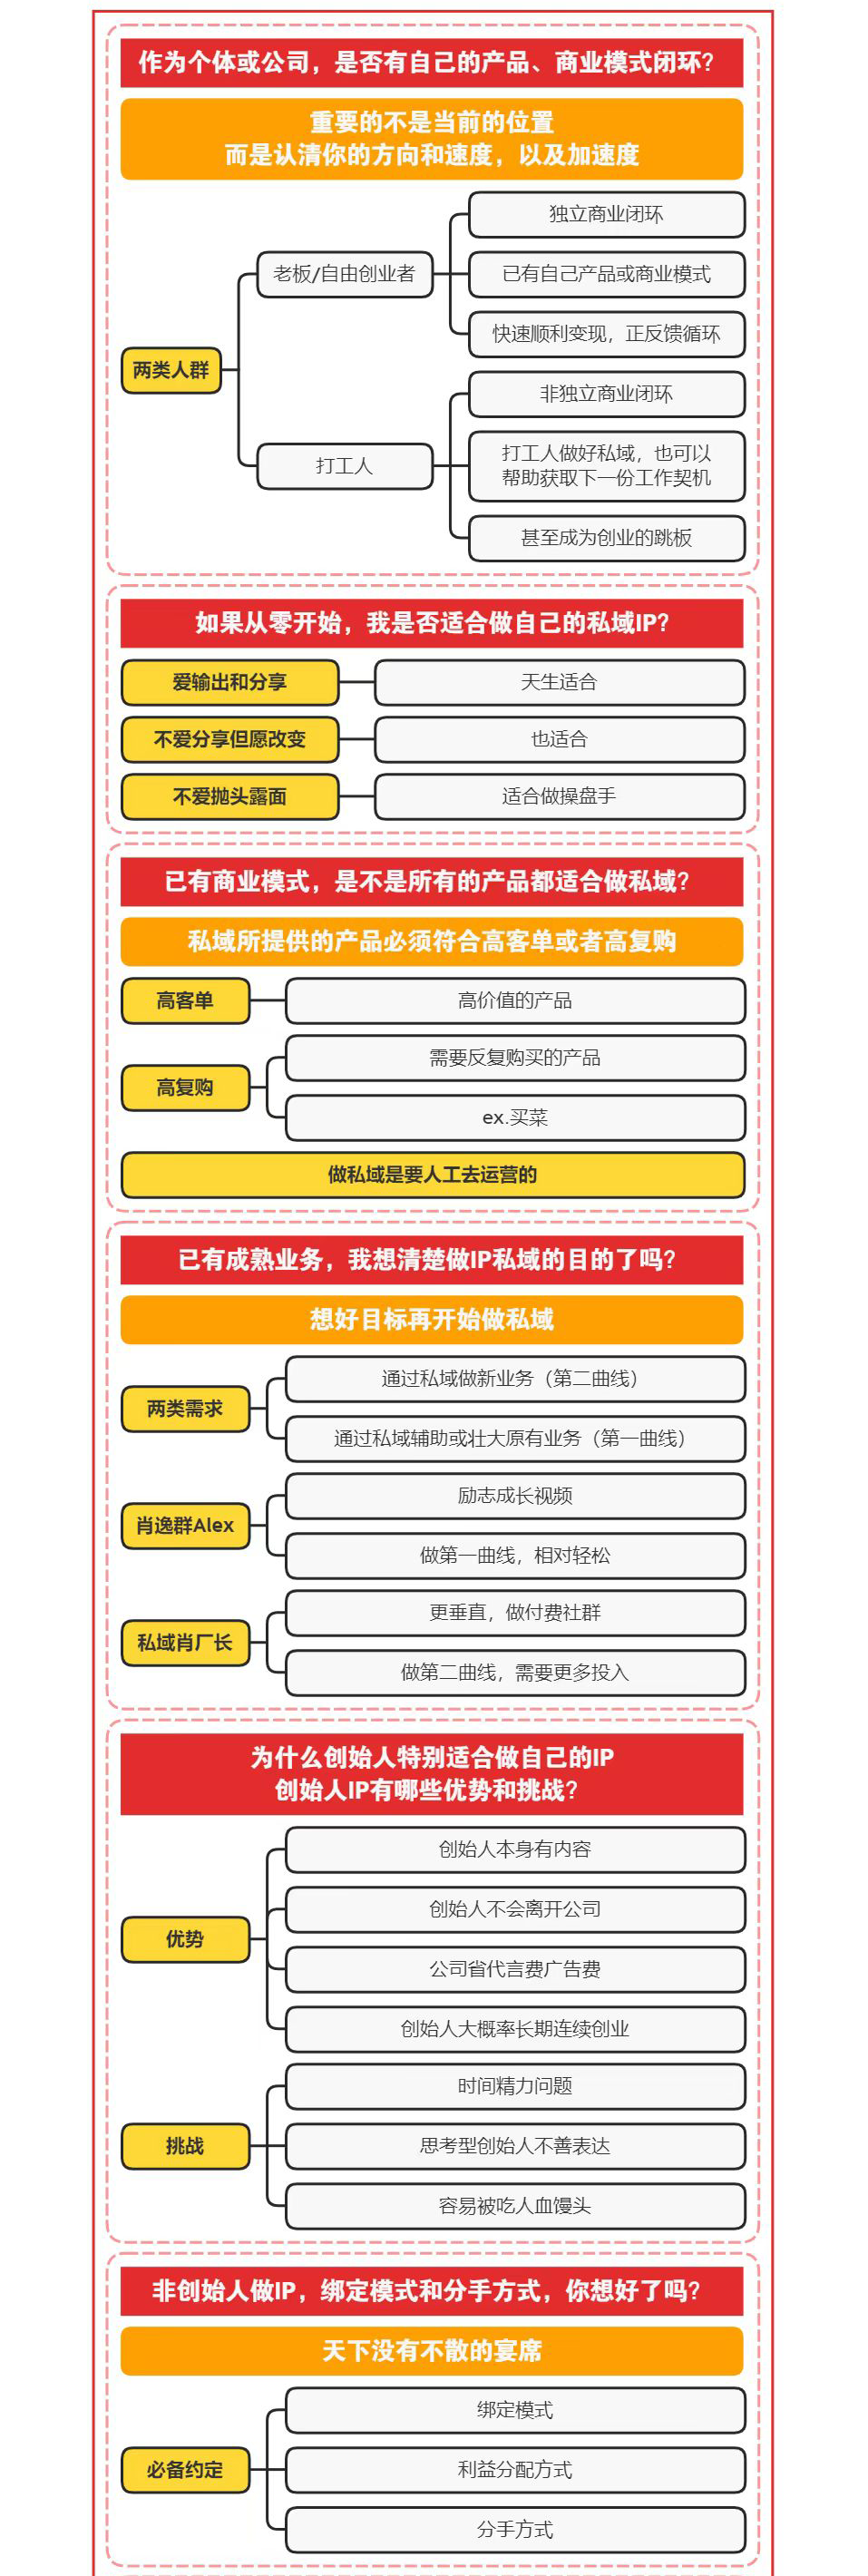 作为个体或公司，是否有自己的产品、商业模式闭环？
重要的不是当前的位置
而是认清你的方向和速度，以及加速度
两类人群
老板/自由创业者
独立商业闭环
已有自己产品或商业模式
快速顺利变现，正反馈循环
打工人
非独立商业闭环
打工人做好私域，也可以
帮助获取下一份工作契机
甚至成为创业的跳板
如果从零开始，我是否适合做自己的私域IP？
爱输出和分享
天生适合
不爱分享但愿改变
也适合
不爱抛头露面
适合做操盘手
已有商业模式，是不是所有的产品都适合做私域？
私域所提供的产品必须符合高客单或者高复购
高客单
高价值的产品
高复购
需要反复购买的产品
ex.买菜
做私域是要人工去运营的
已有成熟业务，我想清楚做IP私域的目的了吗？
想好目标再开始做私域
两类需求
通过私域做新业务（第二曲线）
通过私域辅助或壮大原有业务（第一曲线）
肖逸群Alex
励志成长视频
做第一曲线，相对轻松
私域肖厂长
更垂直，做付费社群
做第二曲线，需要更多投入
为什么创始人特别适合做自己的IP
创始人IP有哪些优势和挑战？
优势
创始人本身有内容
创始人不会离开公司
公司省代言费广告费
创始人大概率长期连续创业
挑战
时间精力问题
思考型创始人不善表达
容易被吃人血馒头
非创始人做IP，绑定模式和分手方式，你想好了吗？
天下没有不散的宴席
必备约定
绑定模式
利益分配方式
分手方式